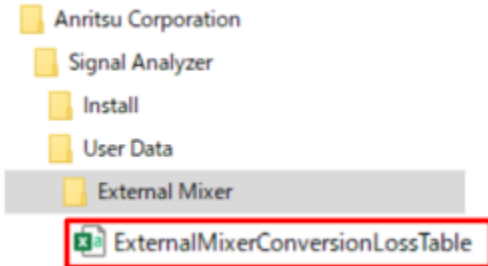 Anritsu Corporation
Signal Analyzer
Install
User Data
External Mixer
ExternalMixerConversionLossTable